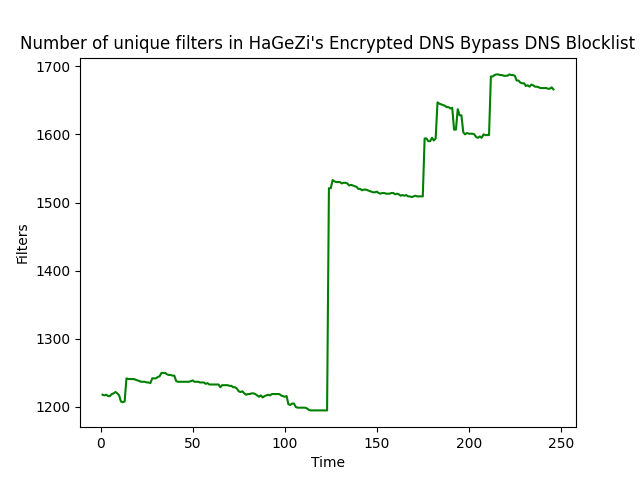 Number of unique filters in HaGeZi's Encrypted DNS Bypass DNS Blocklist
1700
1600
1500
1400
1300
1200
Filters
0 50 100 150 200 250
Time